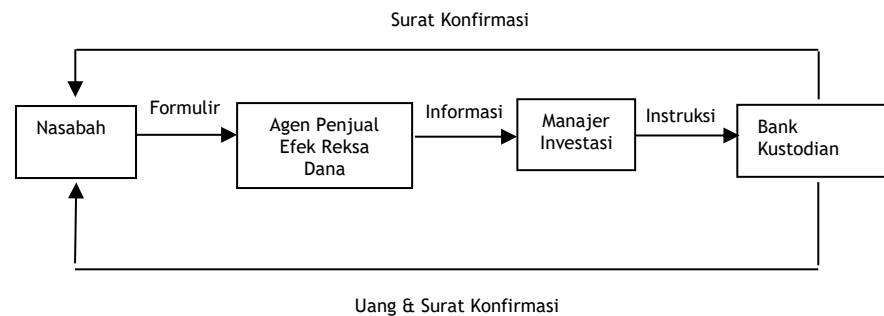 Surat Konfirmasi
Nasabah
Formulir
Agen Penjual
Efek Reksa
Dana
Informasi
Manajer
Investasi
Instruksi
Bank
Kustodian
Uang & Surat Konfirmasi